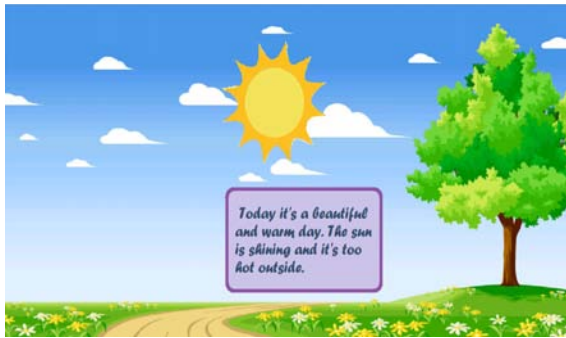 Today it's a beautiful
and warm day. The sun
is shining and it's too
hot outside.